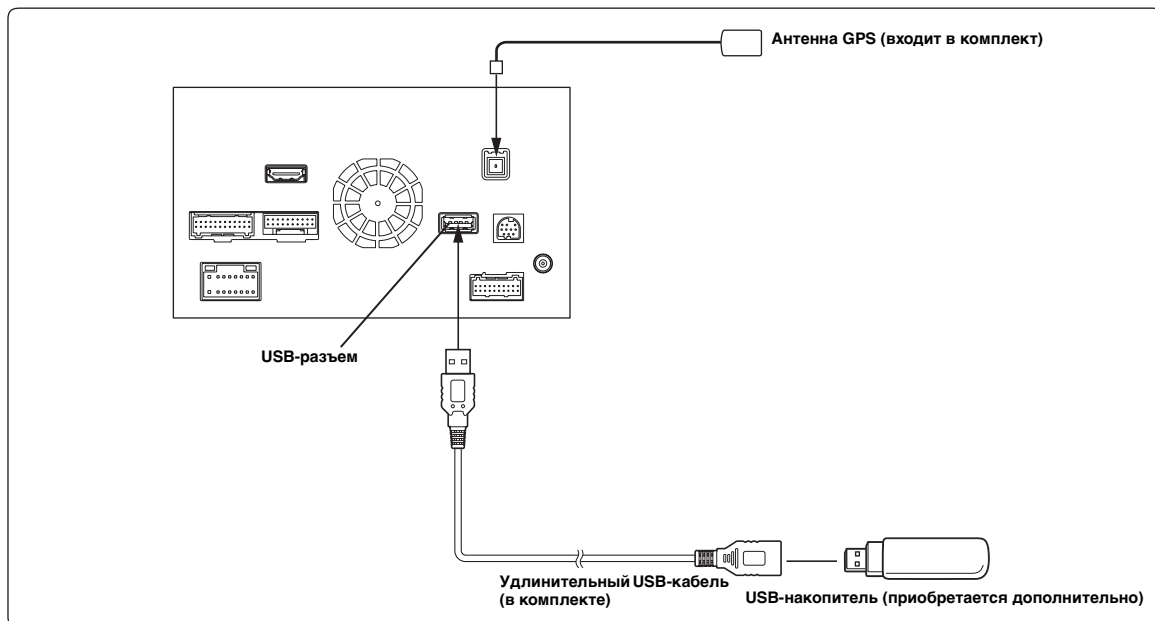 Антенна GPS (входит в комплект)
USB-разъем
Удлинительный USB-кабель
(в комплекте)
USB-накопитель (приобретается дополнительно)